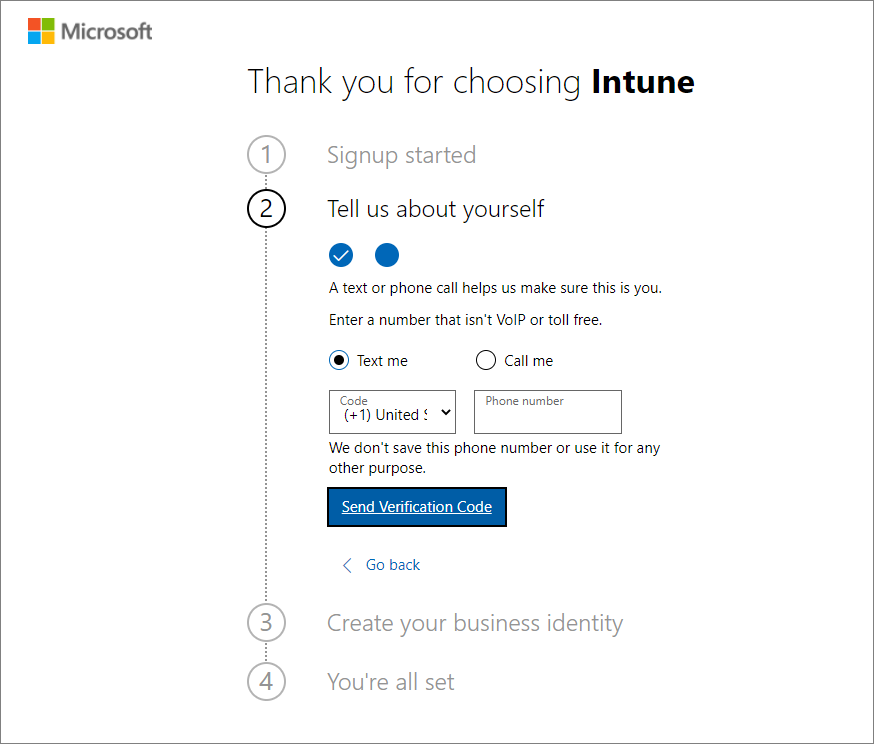 Microsoft
Thank you for choosing Intune
1 Signup started
2 Tell us about yourself
A text or phone call helps us make sure this is you.
Enter a number that isn't VoIP or toll free.
Text me Call me
Code Phone number
(+1) United
We don't save this phone number or use it for any
other purpose.
Send Verification Code
Go back
3 Create your business identity
4 You're all set